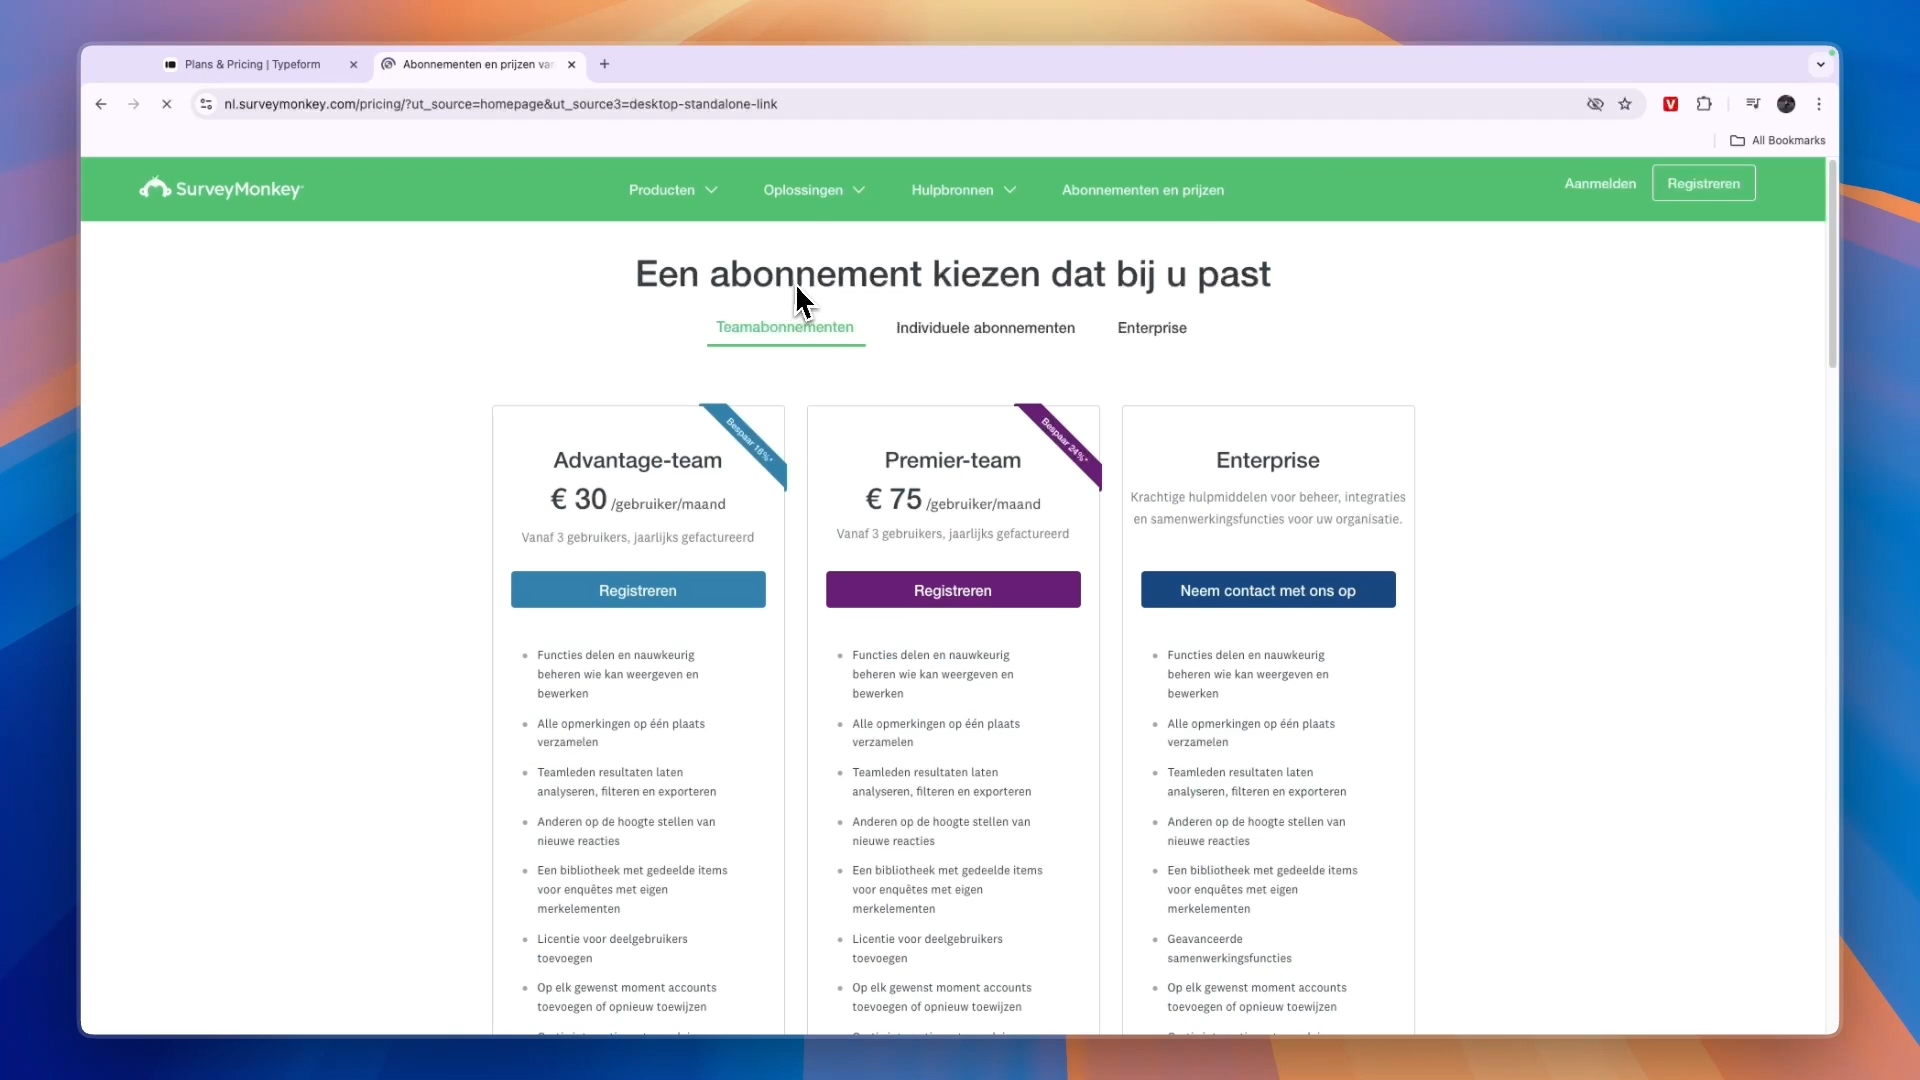 Plans & Pricing | Typeform
Abonnementen en prijzen va
nl.surveymonkey.com/pricing/?ut_source=homepage&ut_source3=desktop-standalone-link
All Bookmarks
SurveyMonkey
Producten
Oplossingen
Hulpbronnen
Abonnementen en prijzen
Aanmelden
Registreren
Een abonnement kiezen dat bij u past
Teamabonnementen
Individuele abonnementen
Enterprise
Bespaar 16%*
Advantage-team
€ 30 /gebruiker/maand
Vanaf 3 gebruikers, jaarlijks gefactureerd
Registreren
Functies delen en nauwkeurig
beheren wie kan weergeven en
bewerken
Alle opmerkingen op één plaats
verzamelen
Teamleden resultaten laten
analyseren, filteren en exporteren
Anderen op de hoogte stellen van
nieuwe reacties
Een bibliotheek met gedeelde items
voor enquêtes met eigen
merkelementen
Licentie voor deelgebruikers
toevoegen
Op elk gewenst moment accounts
toevoegen of opnieuw toewijzen
Bespaar 24%*
Premier-team
€ 75 /gebruiker/maand
Vanaf 3 gebruikers, jaarlijks gefactureerd
Registreren
Functies delen en nauwkeurig
beheren wie kan weergeven en
bewerken
Alle opmerkingen op één plaats
verzamelen
Teamleden resultaten laten
analyseren, filteren en exporteren
Anderen op de hoogte stellen van
nieuwe reacties
Een bibliotheek met gedeelde items
voor enquêtes met eigen
merkelementen
Licentie voor deelgebruikers
toevoegen
Op elk gewenst moment accounts
toevoegen of opnieuw toewijzen
Enterprise
Krachtige hulpmiddelen voor beheer, integraties
en samenwerkingsfuncties voor uw organisatie.
Neem contact met ons op
Functies delen en nauwkeurig
beheren wie kan weergeven en
bewerken
Alle opmerkingen op één plaats
verzamelen
Teamleden resultaten laten
analyseren, filteren en exporteren
Anderen op de hoogte stellen van
nieuwe reacties
Een bibliotheek met gedeelde items
voor enquêtes met eigen
merkelementen
Geavanceerde
samenwerkingsfuncties
Op elk gewenst moment accounts
toevoegen of opnieuw toewijzen